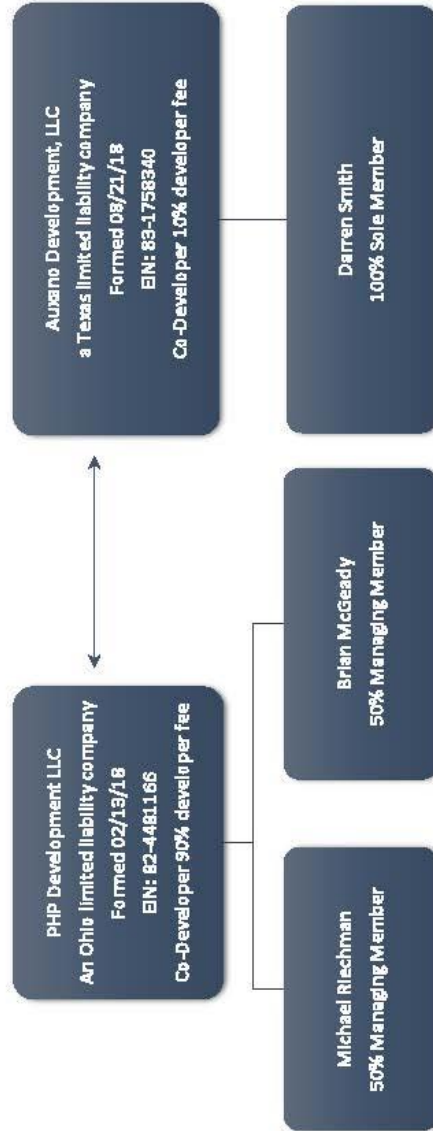 PHP Development LLC
An Ohio limited liability company
Formed 02/13/18
EIN: 82-4481166
Co-Developer 90% developer fee
Auxano Development, LLC
a Texas limited liability company
Formed 08/21/18
EIN: 83-1758340
Co-Developer 10% developer fee
Michael Riechman
50% Managing Member
Brian McGeady
50% Managing Member
Darren Smith
100% Sole Member